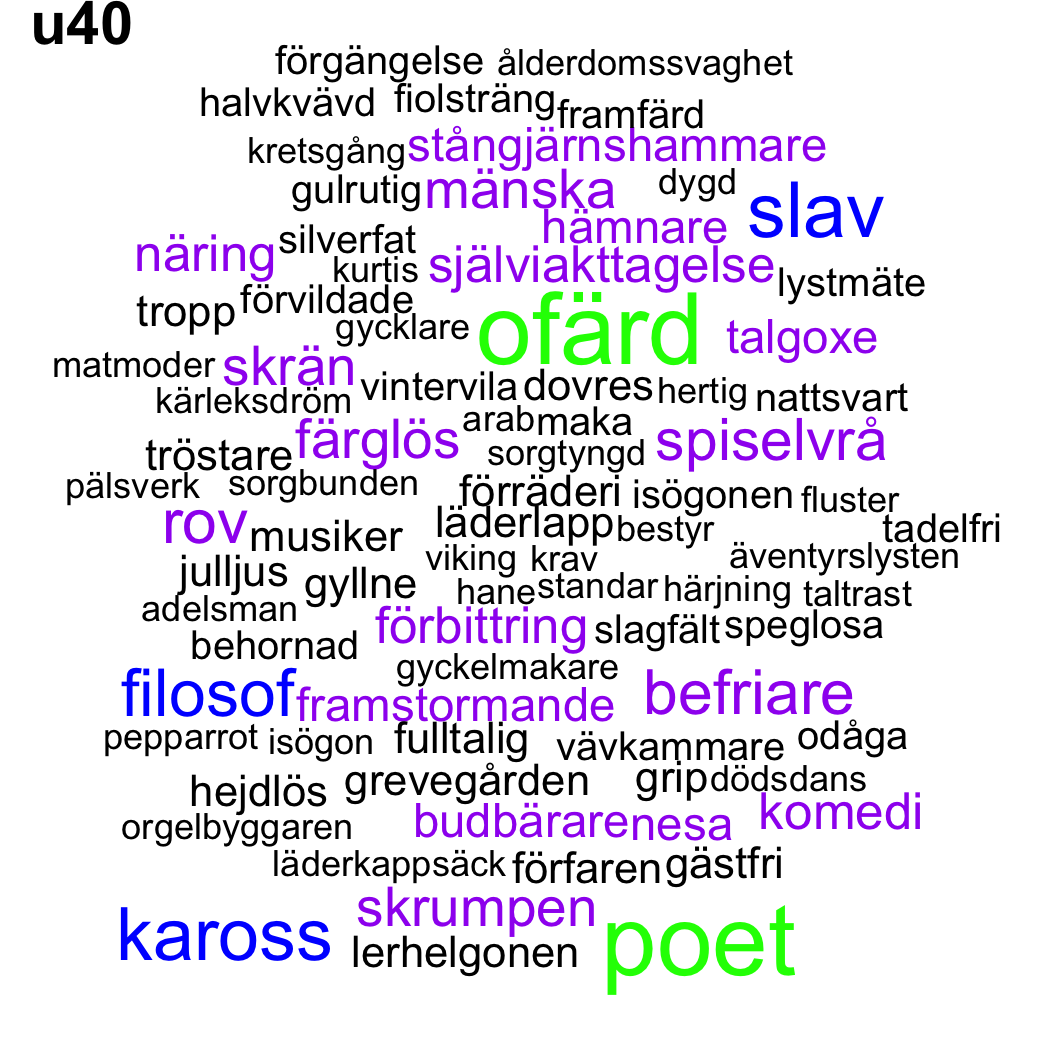 u40
förgängelse ålderdomssvaghet
halvkvävd fiolsträng framfärd
kretsgång stångjärnshammare
gulrutig mänska dygd slav
hämnare
näring silverfat
kurtis själviakttagelse lystmäte
tropp förvildade
gycklare ofärd talgoxe
matmoder skrän
kärleksdröm vintervila dovres hertig nattsvart
arab maka
tröstare färglös sorgtyngd spiselvrå
pälsverk sorgbunden förräderi isögonen fluster
rov musiker läderlapp bestyr tadelfri
viking krav äventyrslysten
julljus gyllne hane standar härjning taltrast
adelsman
behornad förbittring slagfält speglosa
gyckelmakare
filosof framstormande befriare
pepparrot isögon fulltalig vävkammare odåga
hejdlös grevegården grip dödsdans
orgelbyggaren budbärare nesa komedi
läderkappsäck förfaren gästfri
kaross skrumpen
lerhelgonen poet